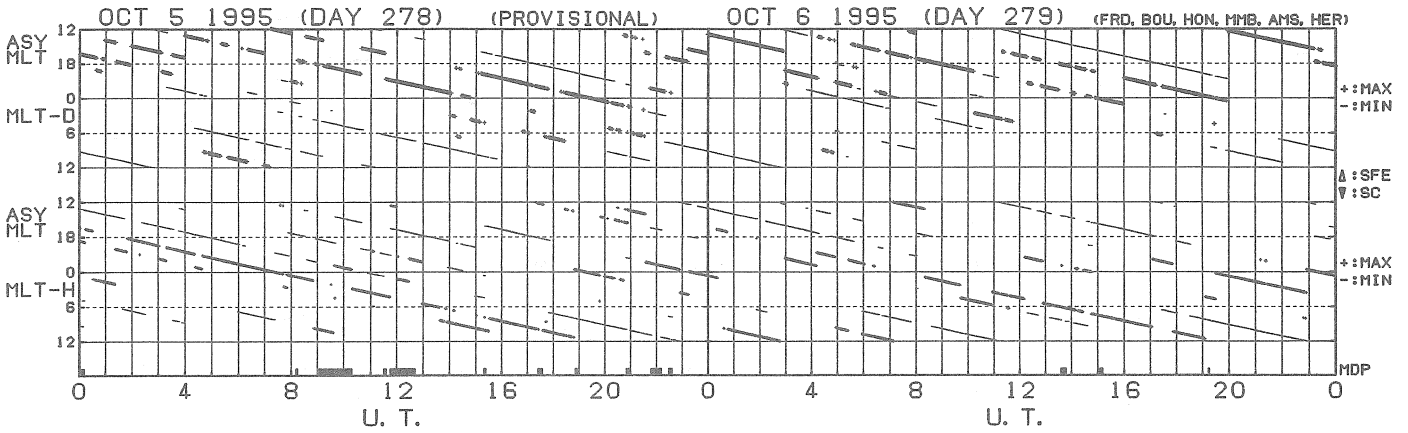 OCT 5 1995 (DAY 278) (PROVISIONAL) OCT 6 1995 (DAY 279) (FRD, BOU, HON, MMB, AMS, HER)
12
ASY
MLT
18
0
+:MAX
-:MIN
MLT-D
6
12
Δ:SFE
▼:SC
12
ASY
MLT
18
0
+:MAX
-:MIN
MLT-H
6
12
MDP
0 4 8 12 16 20 0 4 8 12 16 20 0
U. T. U. T.